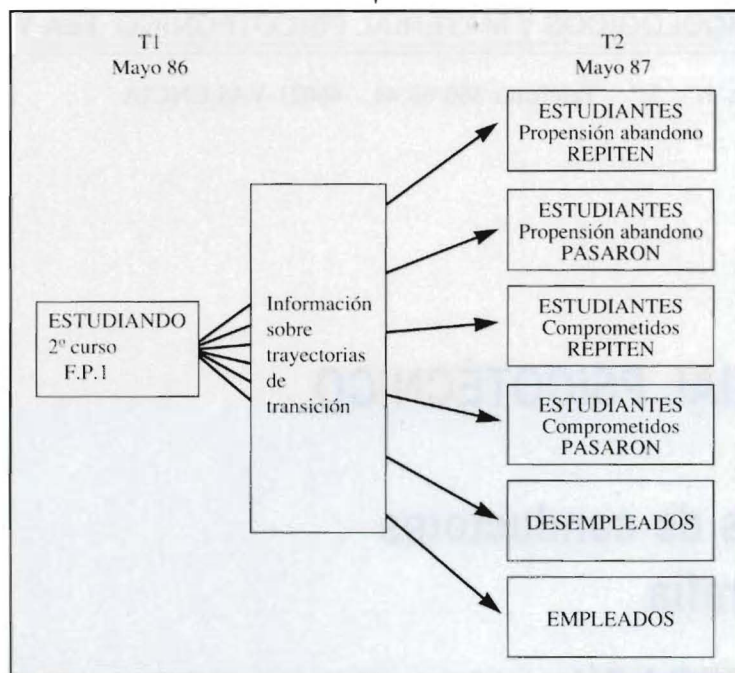 T1
Mayo 86
T2
Mayo 87
ESTUDIANDO
2º curso
F.P.1
Información
sobre
trayectorias
de
transición
ESTUDIANTES
Propensión abandono
REPITEN
ESTUDIANTES
Propensión abandono
PASARON
ESTUDIANTES
Comprometidos
REPITEN
ESTUDIANTES
Comprometidos
PASARON
DESEMPLEADOS
EMPLEADOS